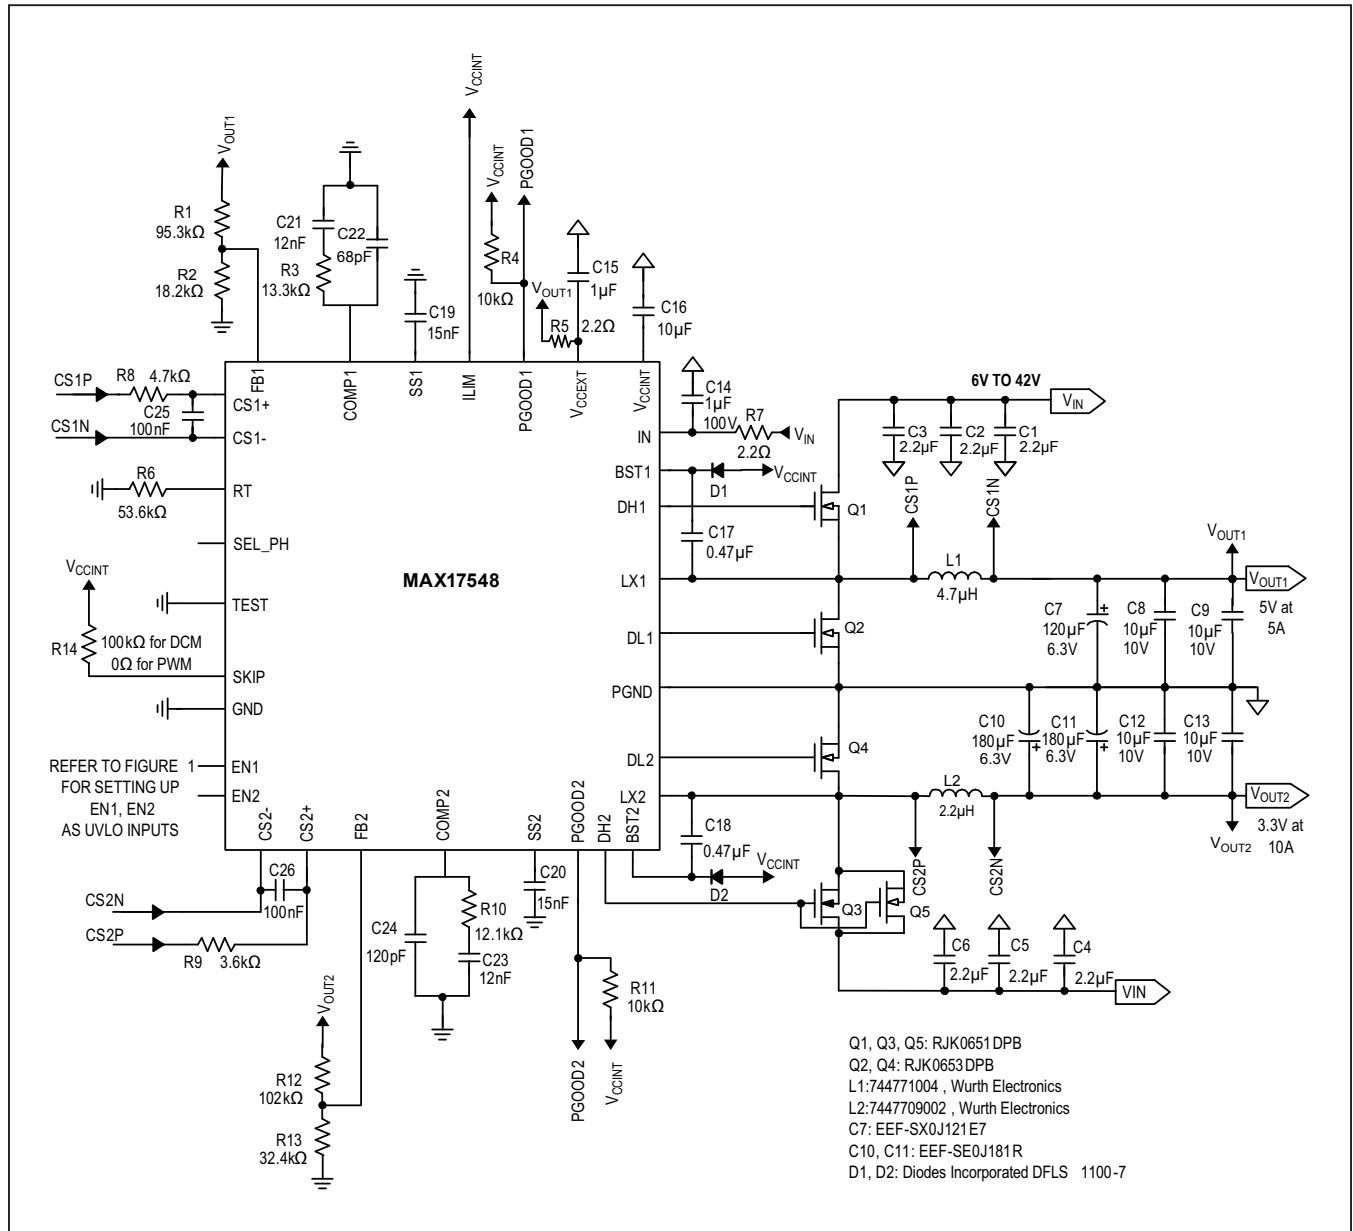 VCCINT
VOUT1
VCCINT
PGOOD1
R1
95.3kΩ
R2
18.2kΩ
C21
12nF
C22
68pF
R3
13.3kΩ
C19
15nF
R4
10kΩ
VOUT1
R5
2.2Ω
C15
1µF
C16
10µF
FB1
COMP1
SS1
ILIM
PGOOD1
VCCEXT
VCCINT
CS1P
R8
4.7kΩ
CS1+
C25
100nF
CS1N
CS1-
R6
53.6kΩ
RT
SEL_PH
VCCINT
TEST
R14
100kΩ for DCM
0Ω for PWM
SKIP
GND
REFER TO FIGURE 1
FOR SETTING UP
EN1, EN2
AS UVLO INPUTS
EN1
EN2
MAX17548
IN
BST1
DH1
LX1
DL1
PGND
DL2
LX2
C14
1µF
100V
R7
2.2Ω
VIN
D1
VCCINT
C17
0.47µF
6V TO 42V
VIN
C3
2.2µF
C2
2.2µF
C1
2.2µF
Q1
CS1P
CS1N
L1
4.7µH
VOUT1
VOUT1
5V at
5A
Q2
C7
120µF
6.3V
C8
10µF
10V
C9
10µF
10V
Q4
C10
180µF
6.3V
C11
180µF
6.3V
C12
10µF
10V
C13
10µF
10V
L2
2.2µH
VOUT2
3.3V at
10A
VOUT2
CS2P
CS2N
C18
0.47µF
VCCINT
D2
Q3
Q5
C6
2.2µF
C5
2.2µF
C4
2.2µF
VIN
CS2-
CS2+
FB2
COMP2
SS2
PGOOD2
DH2
BST2
C26
100nF
CS2N
CS2P
R9
3.6kΩ
C24
120pF
R10
12.1kΩ
C23
12nF
C20
15nF
VOUT2
R12
102kΩ
R13
32.4kΩ
R11
10kΩ
PGOOD2
VCCINT
Q1, Q3, Q5: RJK0651DPB
Q2, Q4: RJK0653DPB
L1:744771004 , Wurth Electronics
L2:7447709002 , Wurth Electronics
C7: EEF-SX0J121E7
C10, C11: EEF-SE0J181R
D1, D2: Diodes Incorporated DFLS 1100-7